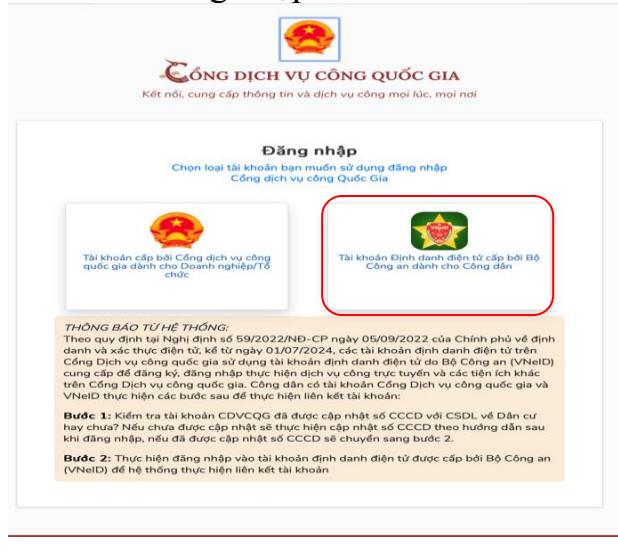 CỔNG DỊCH VỤ CÔNG QUỐC GIA
Kết nối, cung cấp thông tin và dịch vụ công mọi lúc, mọi nơi
Đăng nhập
Chọn loại tài khoản bạn muốn sử dụng đăng nhập
Cổng dịch vụ công Quốc Gia
Tài khoản cấp bởi Cổng dịch vụ công
quốc gia dành cho Doanh nghiệp/Tổ
chức
VNeID
Tài khoản Định danh điện tử cấp bởi Bộ
Công an dành cho Công dân
THÔNG BÁO TỪ HỆ THỐNG:
Theo quy định tại Nghị định số 59/2022/NĐ-CP ngày 05/09/2022 của Chính phủ về định
danh và xác thực điện tử, kể từ ngày 01/07/2024, các tài khoản định danh điện tử trên
Cổng Dịch vụ công quốc gia sử dụng tài khoản định danh điện tử do Bộ Công an (VNeID)
cung cấp để đăng ký, đăng nhập thực hiện dịch vụ công trực tuyến và các tiện ích khác
trên Cổng Dịch vụ công quốc gia. Công dân có tài khoản Cổng Dịch vụ công quốc gia và
VNeID thực hiện các bước sau để thực hiện liên kết tài khoản:
Bước 1: Kiểm tra tài khoản CDVCQG đã được cập nhật số CCCD với CSDL về Dân cư
hay chưa? Nếu chưa được cập nhật sẽ thực hiện cập nhật số CCCD theo hướng dẫn sau
khi đăng nhập, nếu đã được cập nhật số CCCD sẽ chuyển sang bước 2.
Bước 2: Thực hiện đăng nhập vào tài khoản định danh điện tử được cấp bởi Bộ Công an
(VNeID) để hệ thống thực hiện liên kết tài khoản